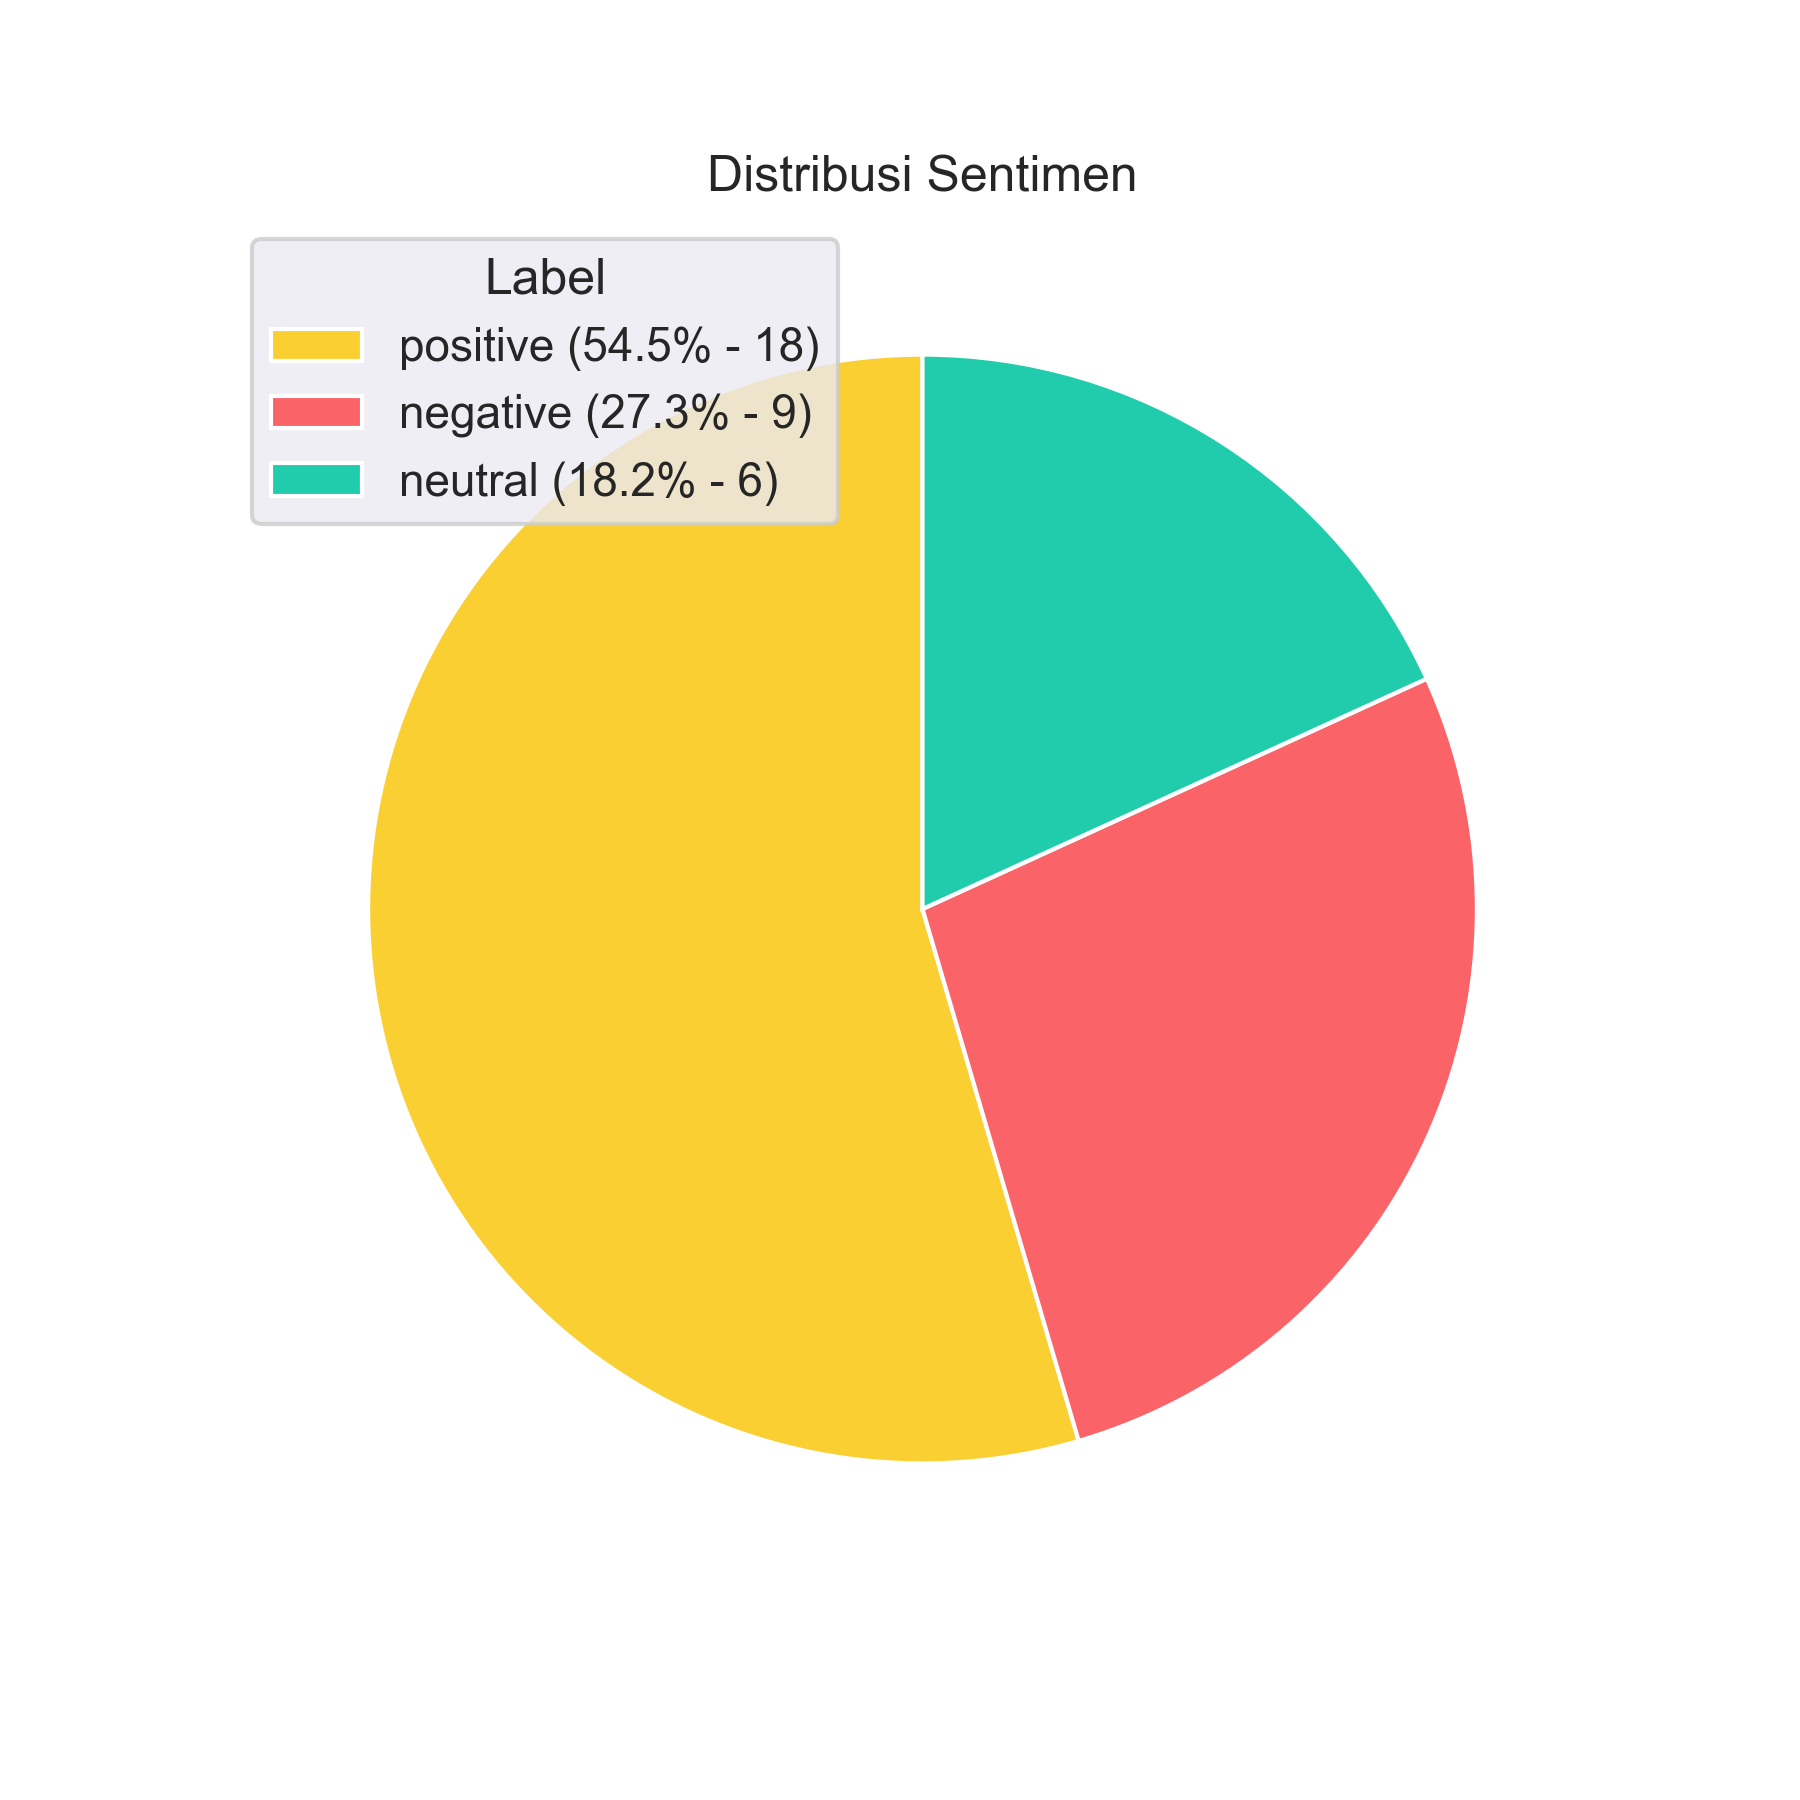 Distribusi Sentimen
Label
positive (54.5% - 18)
negative (27.3% - 9)
neutral (18.2% - 6)